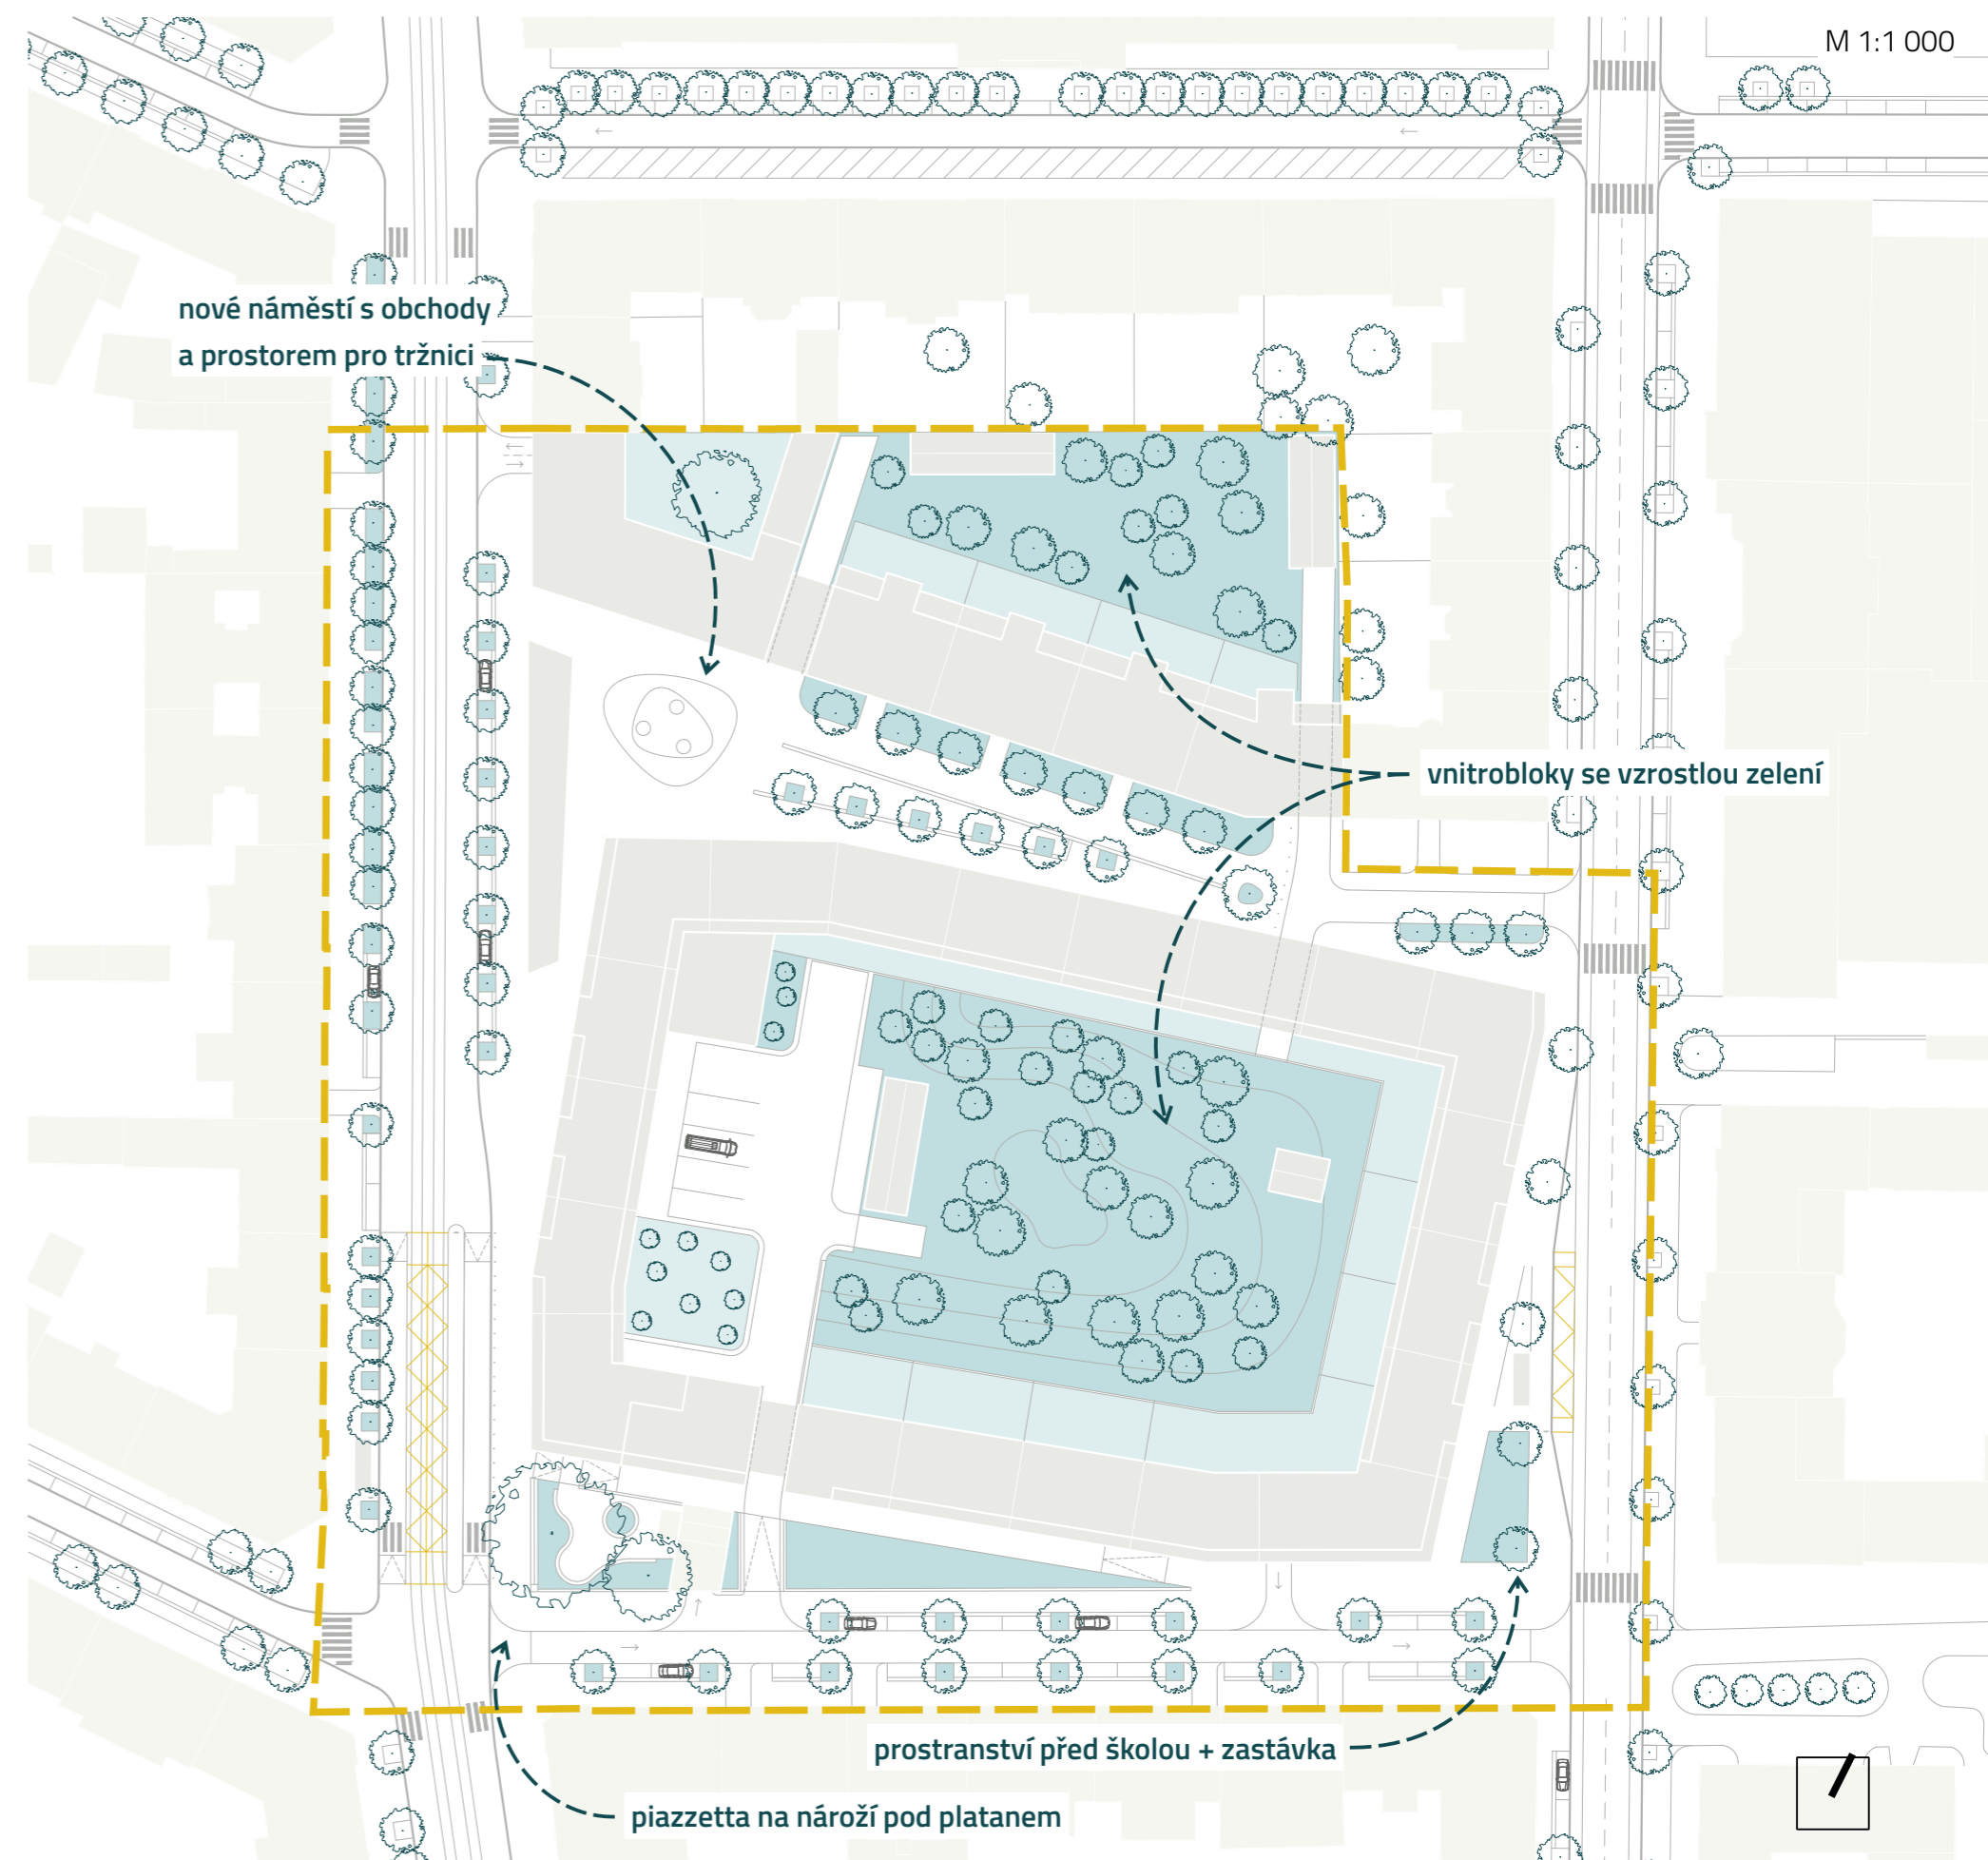 M 1:1 000
nové náměstí s obchody
a prostorem pro tržnici
vnitrobloky se vzrostlou zelení
prostranství před školou + zastávka
piazzetta na nároží pod platanem